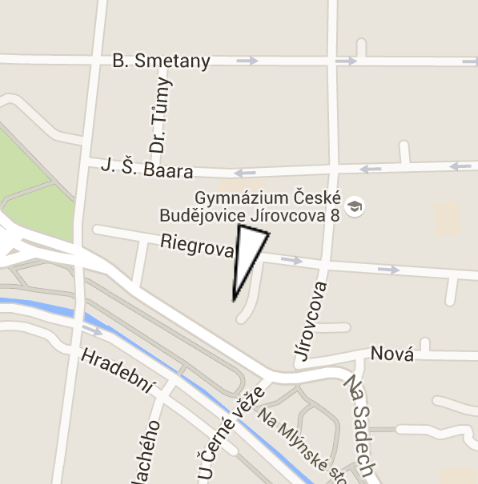 B. Smetany
Dr. Tůmy
J. Š. Baara
Gymnázium České
Budějovice Jírovcova 8
Riegrova
Jírovcova
Nová
Hradební
Na Sadech
U Černé věže
Na Mlýnské sto